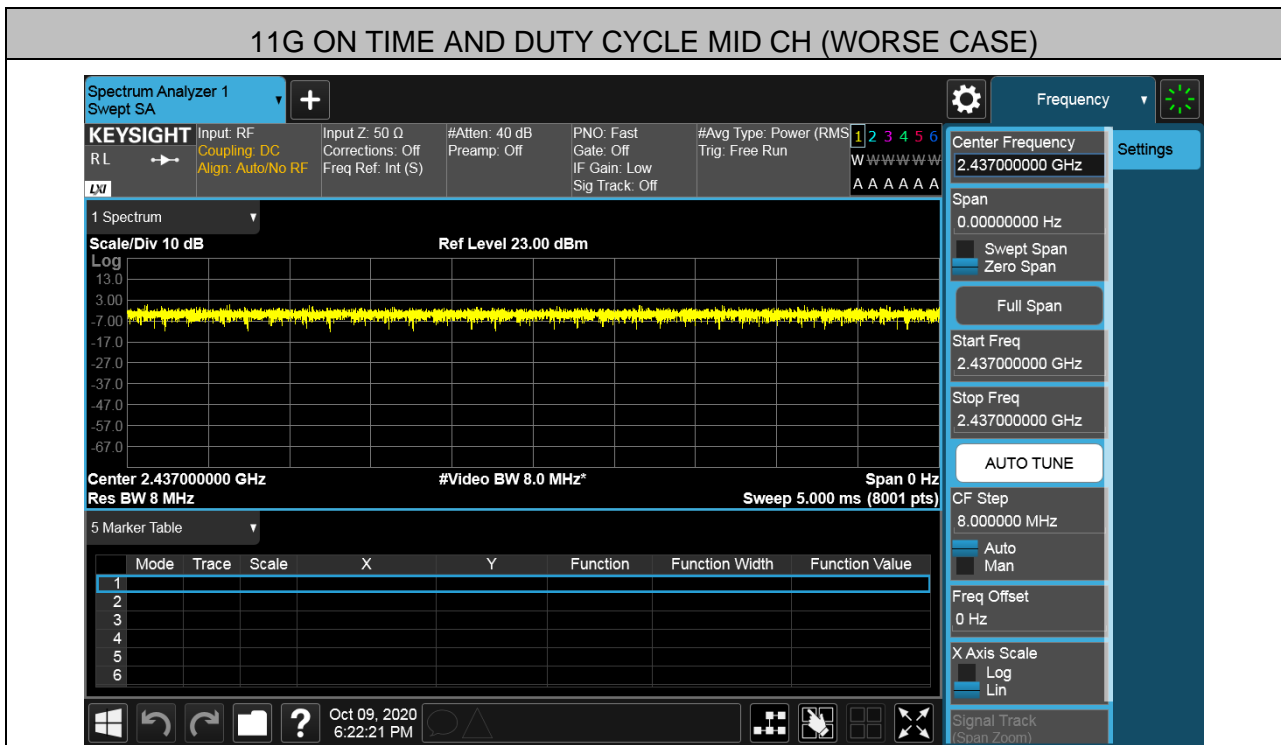 11G ON TIME AND DUTY CYCLE MID CH (WORSE CASE)
Spectrum Analyzer 1
Swept SA
Frequency
KEYSIGHT
RL
LXI
Input: RF
Coupling: DC
Align: Auto/No RF
Input Z: 50 Ω
Corrections: Off
Freq Ref: Int (S)
#Atten: 40 dB
Preamp: Off
PNO: Fast
Gate: Off
IF Gain: Low
Sig Track: Off
#Avg Type: Power (RMS
Trig: Free Run
1 2 3 4 5 6
W W W W W W
A A A A A A
1 Spectrum
Scale/Div 10 dB
Ref Level 23.00 dBm
Log
13.0
3.00
-7.00
-17.0
-27.0
-37.0
-47.0
-57.0
-67.0
Center 2.437000000 GHz
#Video BW 8.0 MHz*
Span 0 Hz
Res BW 8 MHz
Sweep 5.000 ms (8001 pts)
5 Marker Table
Mode Trace Scale X Y Function Function Width Function Value
1
2
3
4
5
6
Oct 09, 2020
6:22:21 PM
Center Frequency
2.437000000 GHz
Span
0.00000000 Hz
Swept Span
Zero Span
Full Span
Start Freq
2.437000000 GHz
Stop Freq
2.437000000 GHz
AUTO TUNE
CF Step
8.000000 MHz
Auto
Man
Freq Offset
0 Hz
X Axis Scale
Log
Lin
Signal Track
(Span Zoom)
Settings